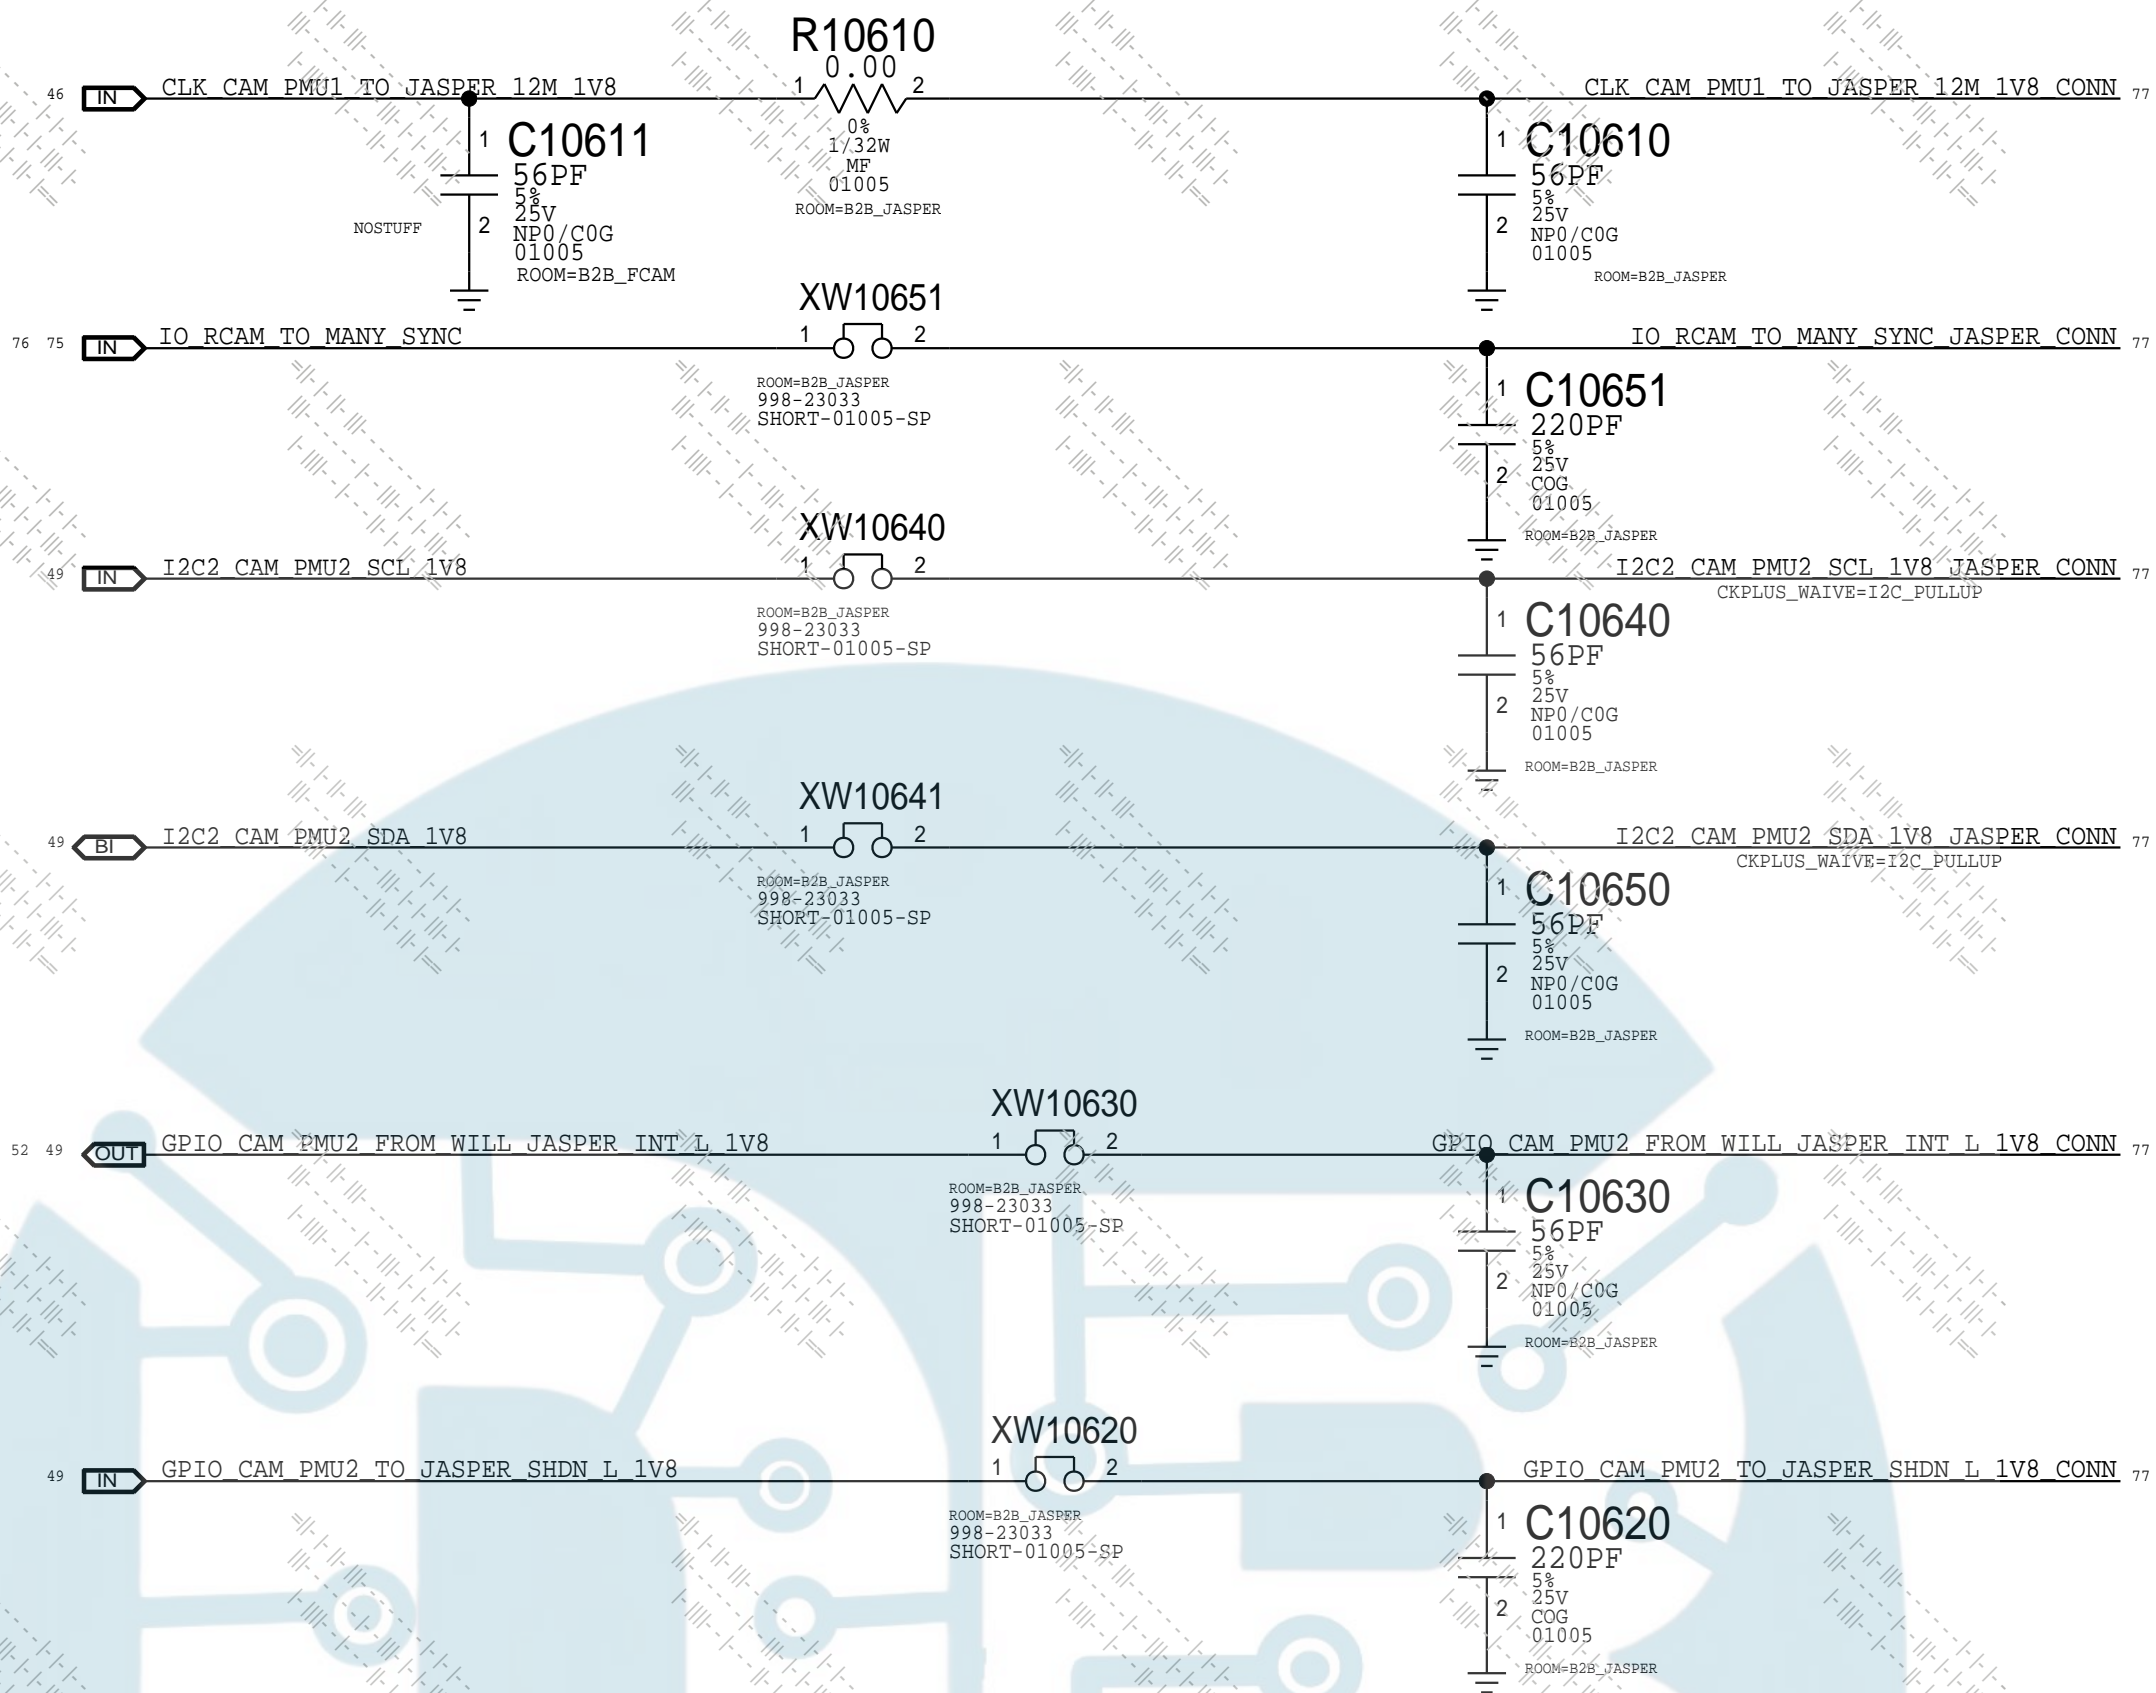 R10610
0.00
46 IN CLK_CAM_PMU1_TO_JASPER_12M_1V8 1 2 CLK_CAM_PMU1_TO_JASPER_12M_1V8_CONN 77
0%
1/32W
MF
01005
ROOM=B2B_JASPER
1 C10611
56PF
5%
25V
NOSTUFF 2 NP0/C0G
01005
ROOM=B2B_FCAM
1 C10610
56PF
5%
25V
2 NP0/C0G
01005
ROOM=B2B_JASPER
XW10651
76 75 IN IO_RCAM_TO_MANY_SYNC 1 2 IO_RCAM_TO_MANY_SYNC_JASPER_CONN 77
ROOM=B2B_JASPER
998-23033
SHORT-01005-SP
1 C10651
220PF
5%
25V
2 COG
01005
ROOM=B2B_JASPER
XW10640
49 IN I2C2_CAM_PMU2_SCL_1V8 1 2 I2C2_CAM_PMU2_SCL_1V8_JASPER_CONN 77
CKPLUS_WAIVE=I2C_PULLUP
ROOM=B2B_JASPER
998-23033
SHORT-01005-SP
1 C10640
56PF
5%
25V
2 NP0/C0G
01005
ROOM=B2B_JASPER
XW10641
49 BI I2C2_CAM_PMU2_SDA_1V8 1 2 I2C2_CAM_PMU2_SDA_1V8_JASPER_CONN 77
CKPLUS_WAIVE=I2C_PULLUP
ROOM=B2B_JASPER
998-23033
SHORT-01005-SP
1 C10650
56PF
5%
25V
2 NP0/C0G
01005
ROOM=B2B_JASPER
XW10630
52 49 OUT GPIO_CAM_PMU2_FROM_WILL_JASPER_INT_L_1V8 1 2 GPIO_CAM_PMU2_FROM_WILL_JASPER_INT_L_1V8_CONN 77
ROOM=B2B_JASPER
998-23033
SHORT-01005-SP
1 C10630
56PF
5%
25V
2 NP0/C0G
01005
ROOM=B2B_JASPER
XW10620
49 IN GPIO_CAM_PMU2_TO_JASPER_SHDN_L_1V8 1 2 GPIO_CAM_PMU2_TO_JASPER_SHDN_L_1V8_CONN 77
ROOM=B2B_JASPER
998-23033
SHORT-01005-SP
1 C10620
220PF
5%
25V
2 COG
01005
ROOM=B2B_JASPER